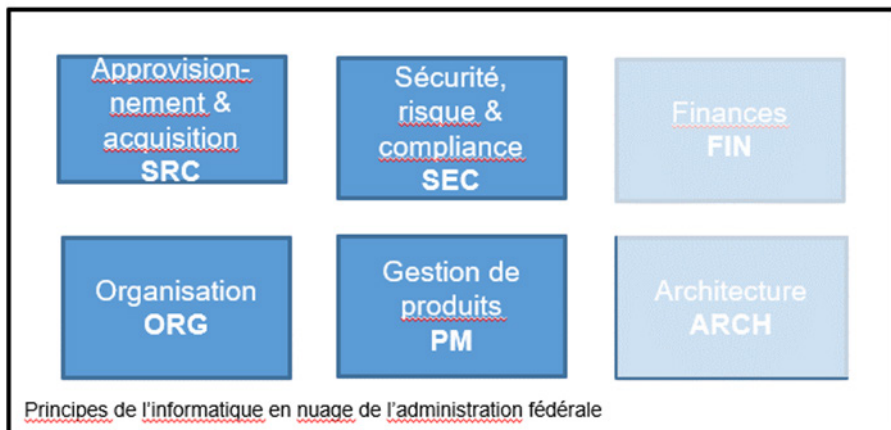 Approvision-
nement &
acquisition
SRC
Sécurité,
risque &
compliance
SEC
Finances
FIN
Organisation
ORG
Gestion de
produits
PM
Architecture
ARCH
Principes de l'informatique en nuage de l'administration fédérale